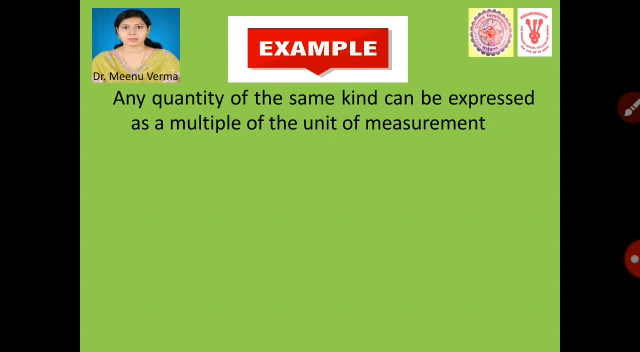 EXAMPLE
Dr. Meenu Verma
Any quantity of the same kind can be expressed
as a multiple of the unit of measurement